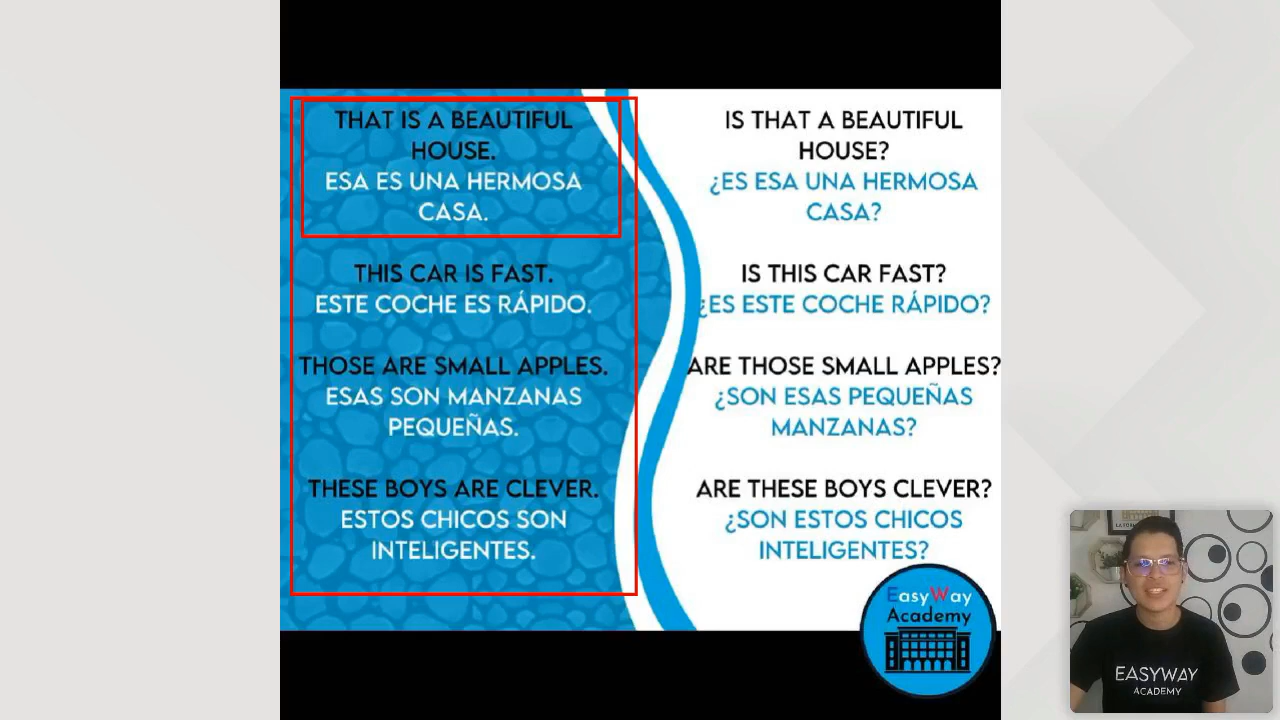 THAT IS A BEAUTIFUL
HOUSE.
ESA ES UNA HERMOSA
CASA.
THIS CAR IS FAST.
ESTE COCHE ES RÁPIDO.
THOSE ARE SMALL APPLES.
ESAS SON MANZANAS
PEQUEÑAS.
THESE BOYS ARE CLEVER.
ESTOS CHICOS SON
INTELIGENTES.
IS THAT A BEAUTIFUL
HOUSE?
¿ES ESA UNA HERMOSA
CASA?
IS THIS CAR FAST?
¿ES ESTE COCHE RÁPIDO?
ARE THOSE SMALL APPLES?
¿SON ESAS PEQUEÑAS
MANZANAS?
ARE THESE BOYS CLEVER?
¿SON ESTOS CHICOS
INTELIGENTES?
EasyWay
Academy
EASYWAY
ACADEMY